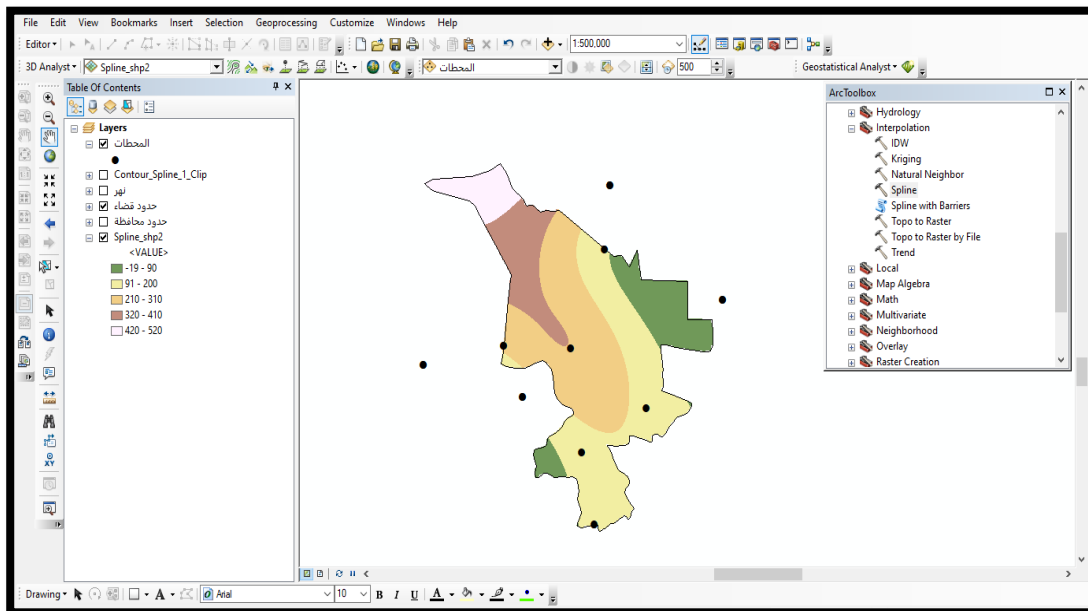 File Edit View Bookmarks Insert Selection Geoprocessing Customize Windows Help
Editor 1:500,000
3D Analyst Spline_shp2 المحطات 500 Geostatistical Analyst
Table Of Contents
Layers
المحطات
Contour_Spline_1_Clip
نهر
حدود قضاء
حدود محافظة
Spline_shp2
<VALUE>
-19 - 90
91 - 200
210 - 310
320 - 410
420 - 520
ArcToolbox
Hydrology
Interpolation
IDW
Kriging
Natural Neighbor
Spline
Spline with Barriers
Topo to Raster
Topo to Raster by File
Trend
Local
Map Algebra
Math
Multivariate
Neighborhood
Overlay
Raster Creation
XY
Drawing A Arial 10 B I U A